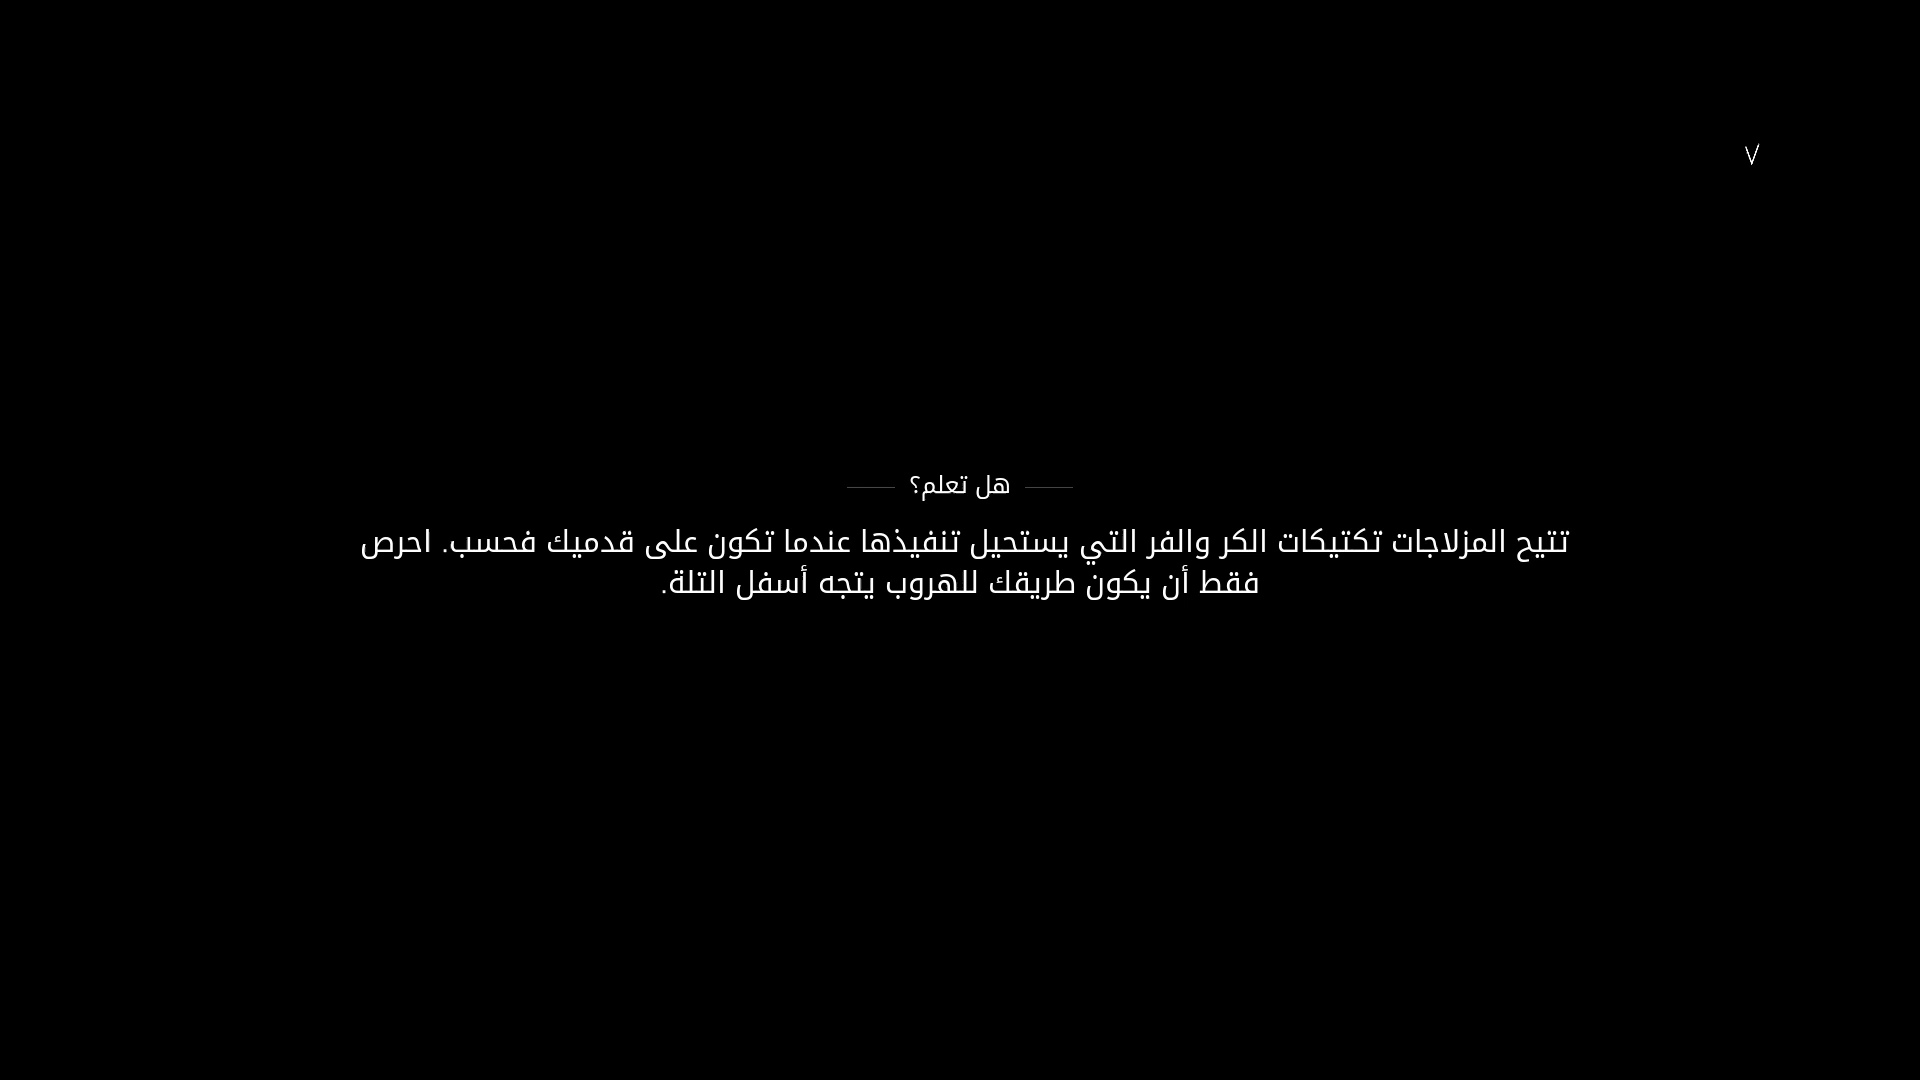 ٧
هل تعلم؟
تتيح المزلاجات تكتيكات الكر والفر التي يستحيل تنفيذها عندما تكون على قدميك فحسب. احرص
فقط أن يكون طريقك للهروب يتجه أسفل التلة.